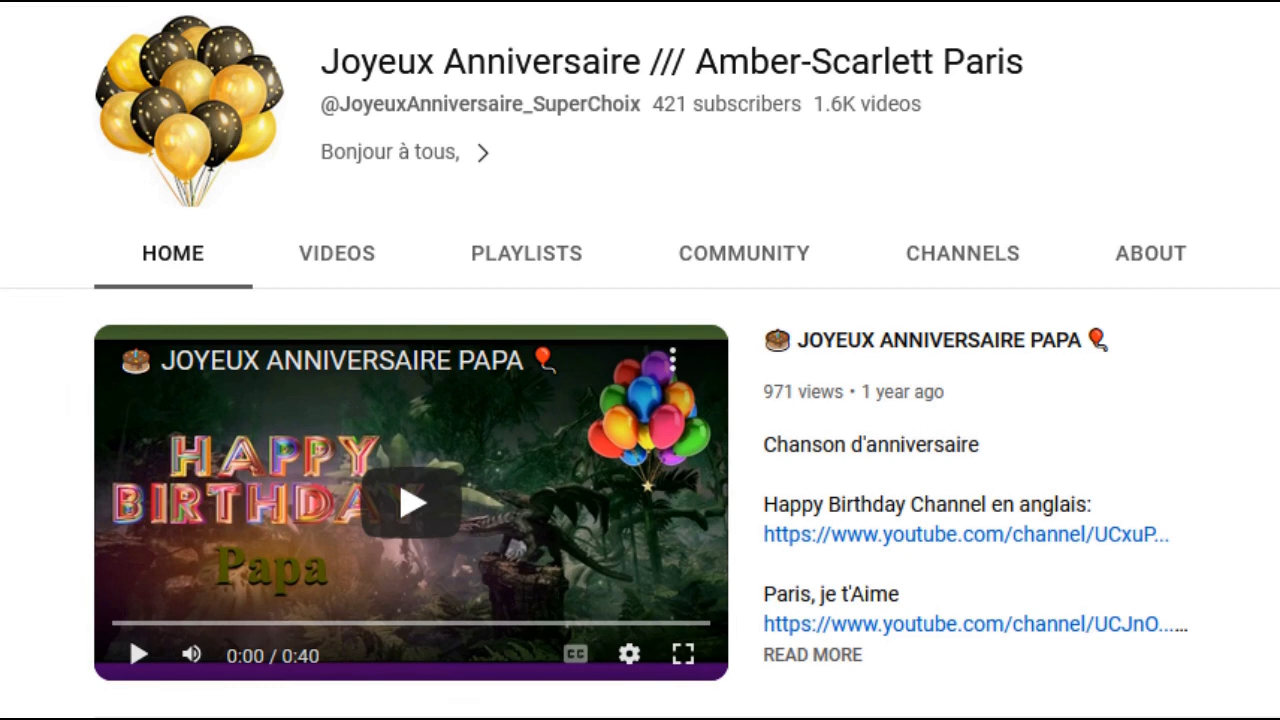 Joyeux Anniversaire /// Amber-Scarlett Paris
@JoyeuxAnniversaire_SuperChoix 421 subscribers 1.6K videos
Bonjour à tous,
HOME VIDEOS PLAYLISTS COMMUNITY CHANNELS ABOUT
JOYEUX ANNIVERSAIRE PAPA
HAPPY
BIRTHDAY
Papa
0:00 / 0:40
CC
JOYEUX ANNIVERSAIRE PAPA
971 views • 1 year ago
Chanson d'anniversaire
Happy Birthday Channel en anglais:
https://www.youtube.com/channel/UCxuP...
Paris, je t'Aime
https://www.youtube.com/channel/UCJnO......
READ MORE